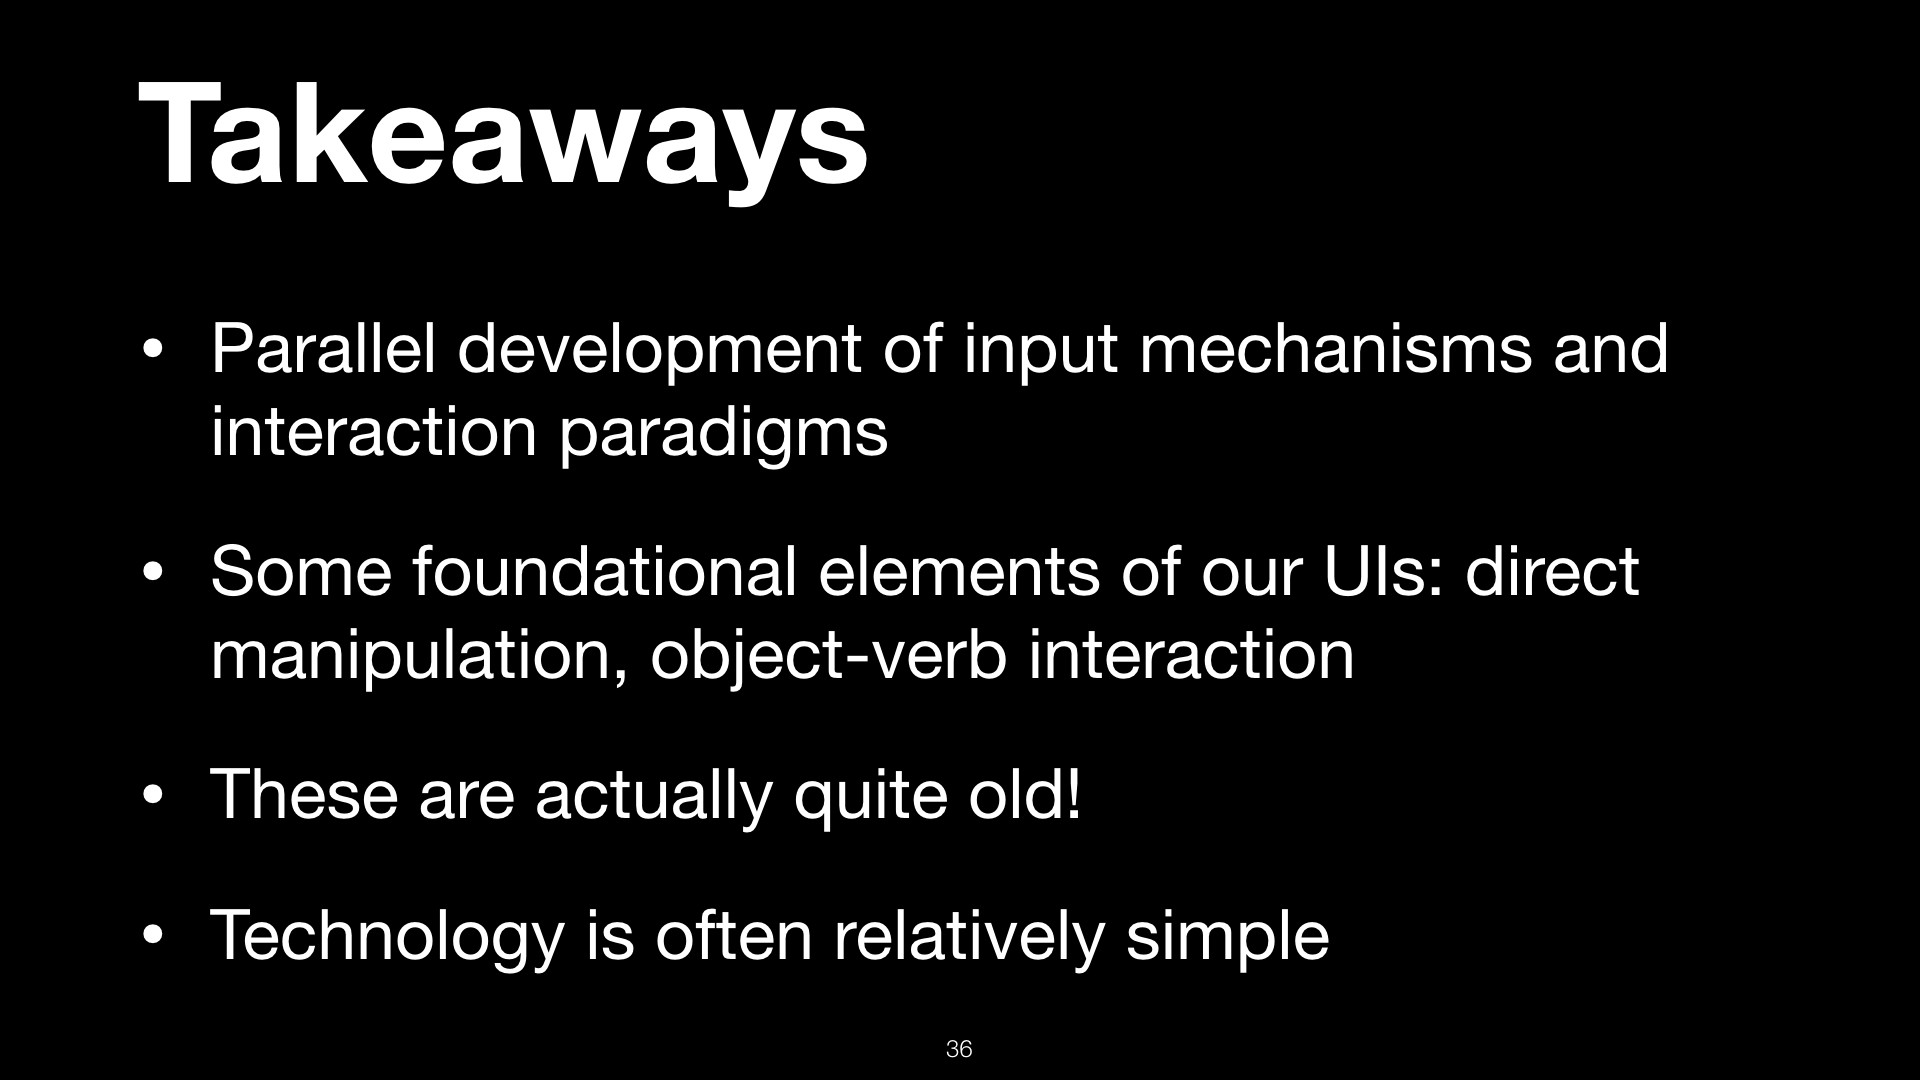 Takeaways
• Parallel development of input mechanisms and
interaction paradigms
• Some foundational elements of our UIs: direct
manipulation, object-verb interaction
• These are actually quite old!
• Technology is often relatively simple
36